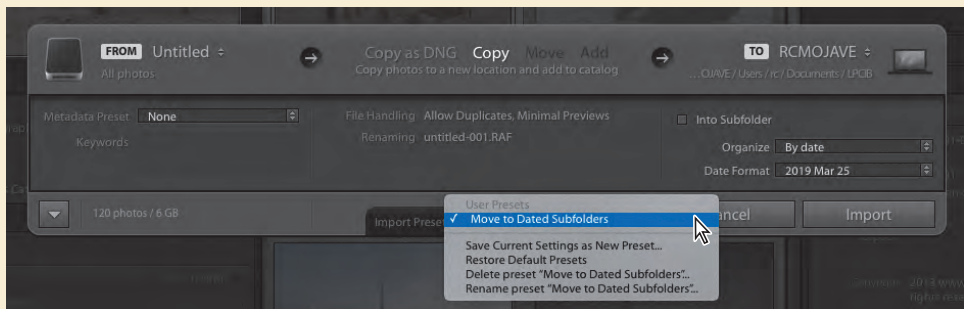 FROM Untitled
All photos
Copy as DNG Copy Move Add
Copy photos to a new location and add to catalog
TO RCMOJAVE
...OJAVE / Users / rc / Documents / LPCIB
Metadata Preset None
Keywords
File Handling Allow Duplicates, Minimal Previews
Renaming untitled-001.RAF
Into Subfolder
Organize By date
Date Format 2019 Mar 25
120 photos / 6 GB
Import Prese
User Presets
✓ Move to Dated Subfolders
Save Current Settings as New Preset...
Restore Default Presets
Delete preset “Move to Dated Subfolders”...
Rename preset “Move to Dated Subfolders”...
ancel
Import